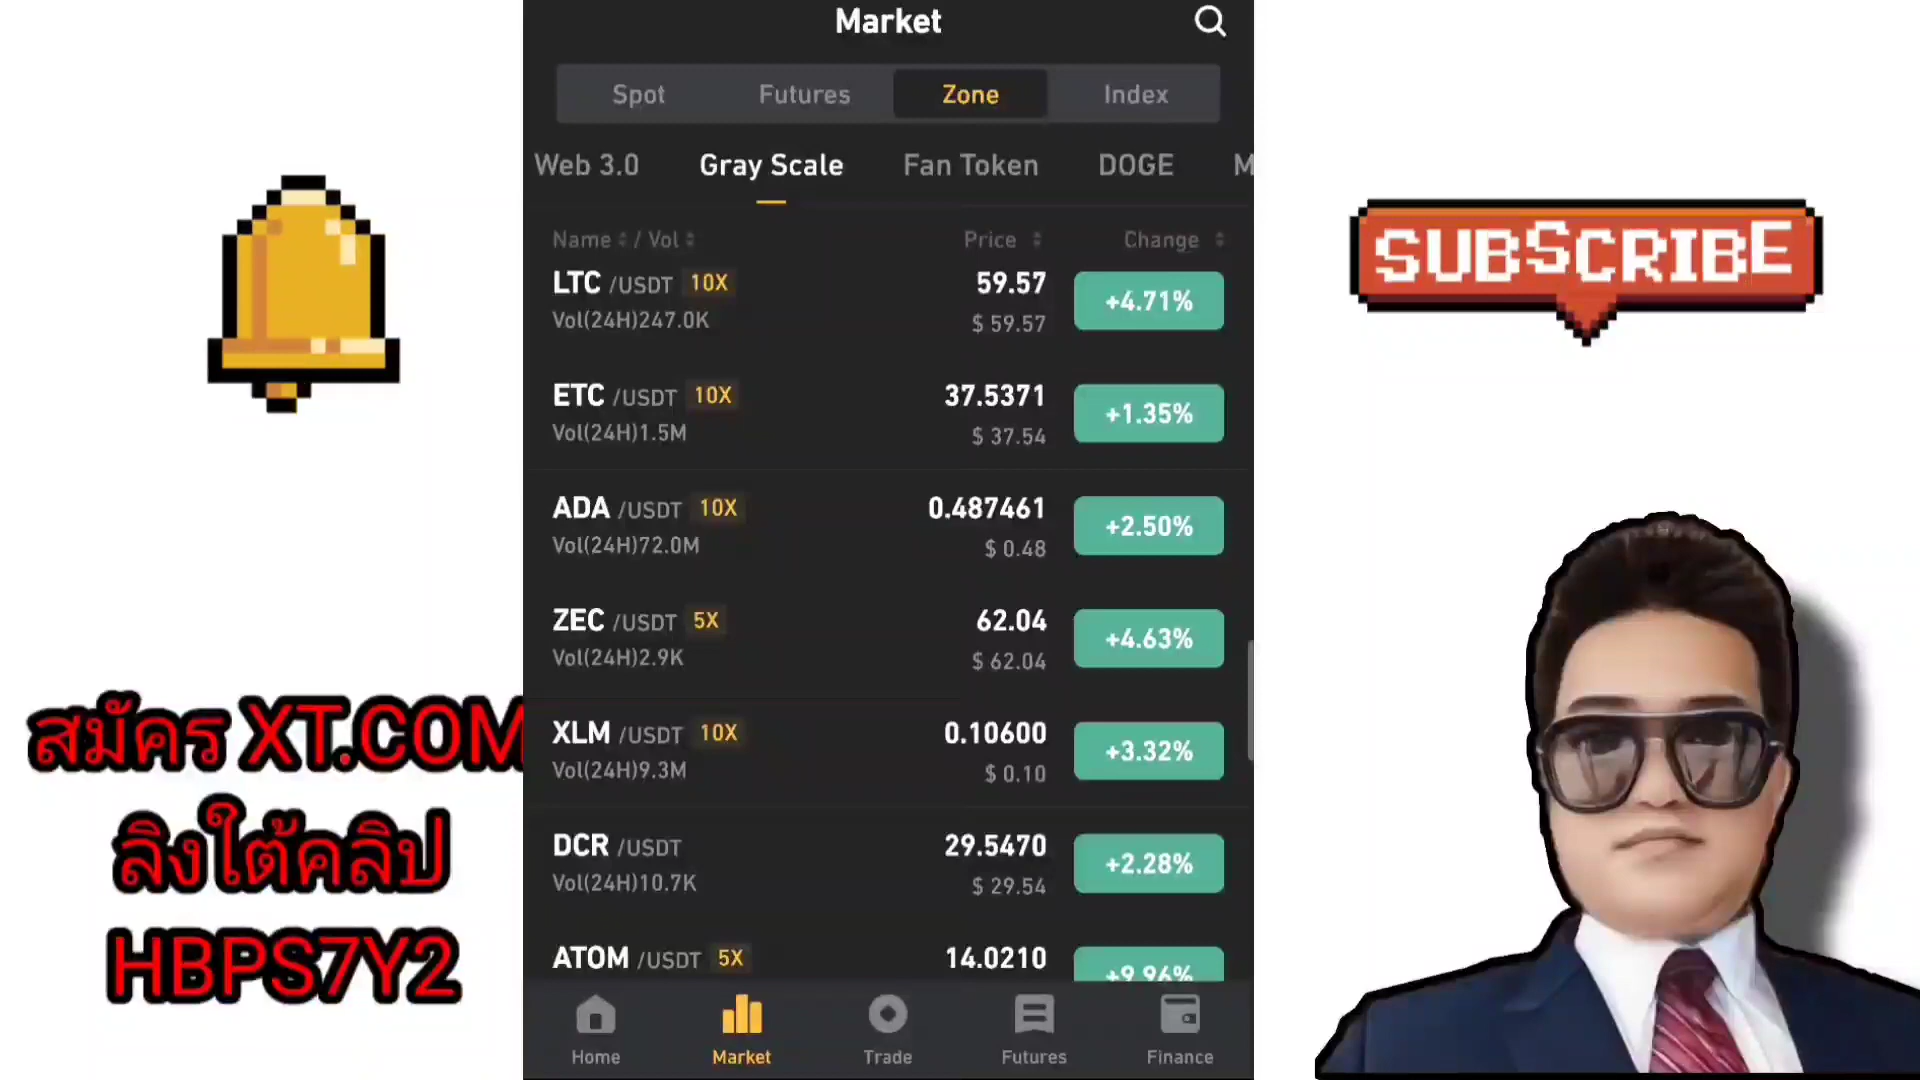 Market
Spot Futures Zone Index
Web 3.0 Gray Scale Fan Token DOGE M
Name / Vol Price Change
LTC /USDT 10X 59.57 +4.71%
Vol(24H)247.0K $ 59.57
ETC /USDT 10X 37.5371 +1.35%
Vol(24H)1.5M $ 37.54
ADA /USDT 10X 0.487461 +2.50%
Vol(24H)72.0M $ 0.48
ZEC /USDT 5X 62.04 +4.63%
Vol(24H)2.9K $ 62.04
XLM /USDT 10X 0.10600 +3.32%
Vol(24H)9.3M $ 0.10
DCR /USDT 29.5470 +2.28%
Vol(24H)10.7K $ 29.54
ATOM /USDT 5X 14.0210 +9.96%
Home Market Trade Futures Finance
สมัคร XT.COM
ลิงใต้คลิป
HBPS7Y2
SUBSCRIBE